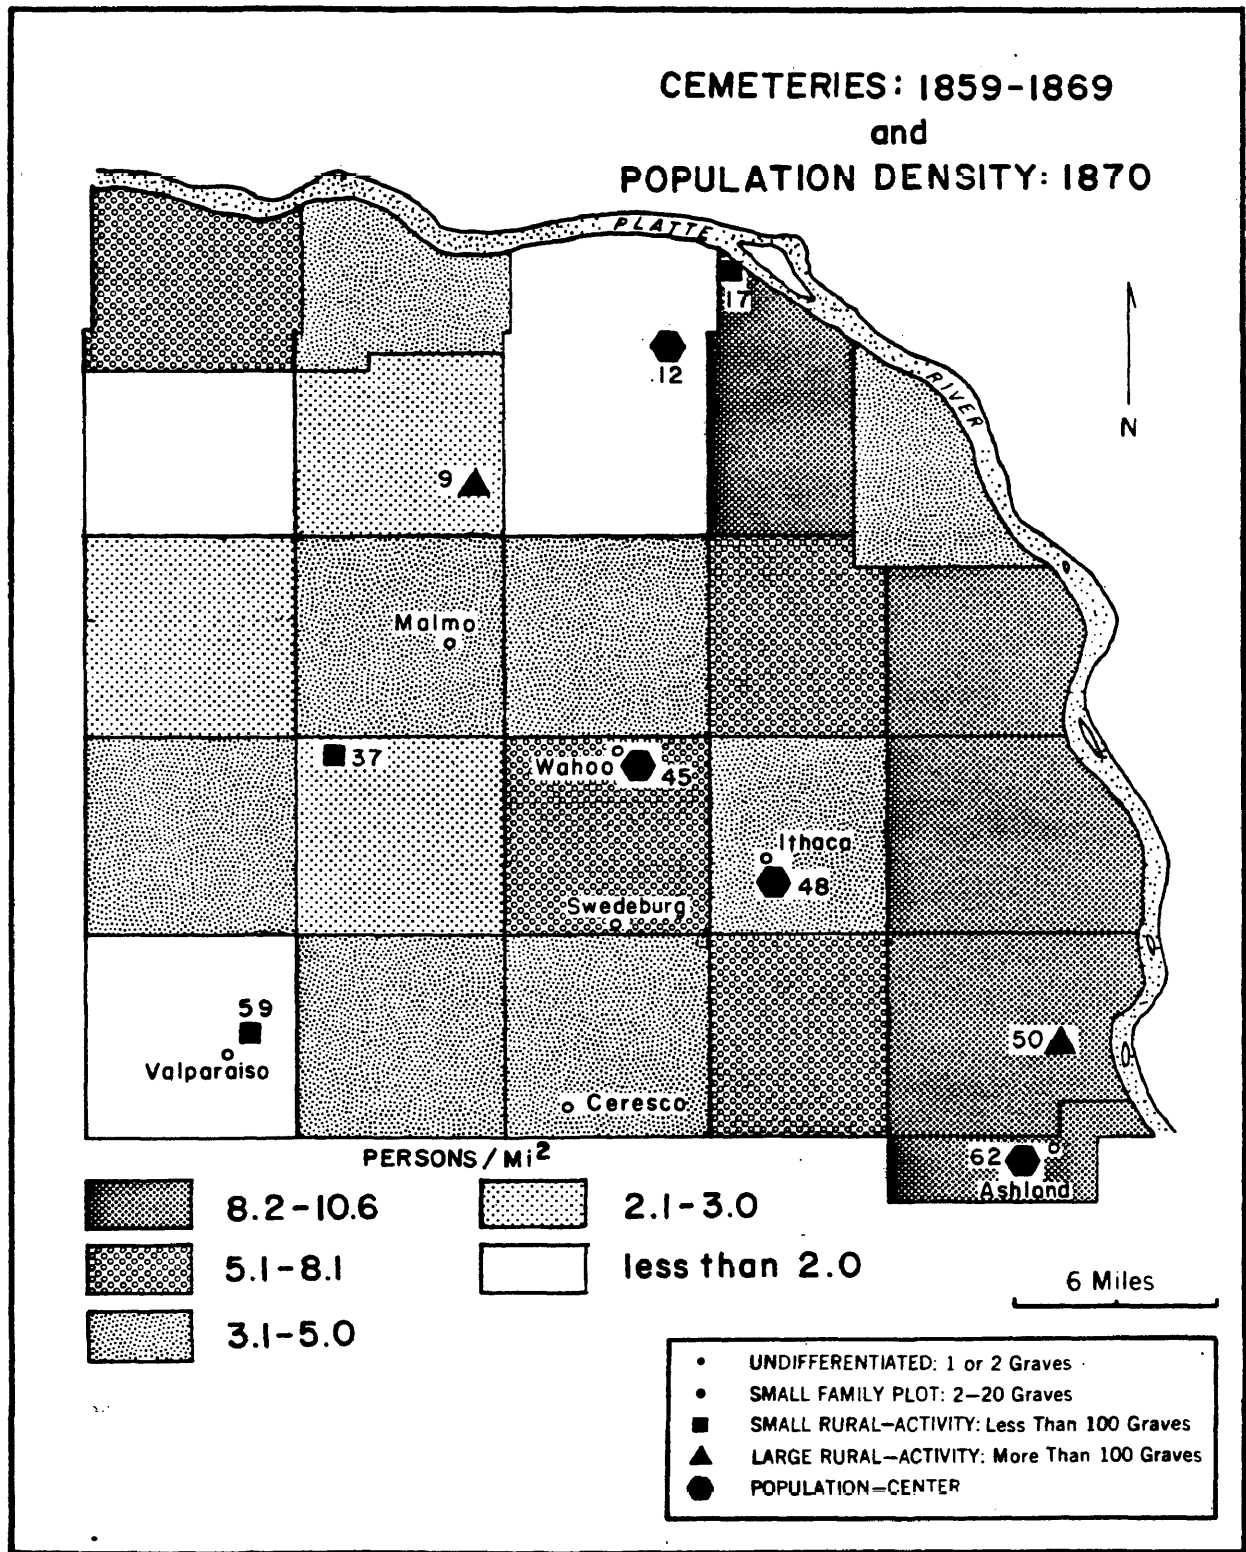 CEMETERIES: 1859-1869
and
POPULATION DENSITY: 1870
PLATTE
RIVER
17
.12
N
9
Malmo
37
Wahoo
45
Ithaca
48
Swedeburg
59
Valparaiso
50
Ceresco
62
Ashland
PERSONS/Mi²
8.2-10.6
2.1-3.0
5.1-8.1
less than 2.0
3.1-5.0
6 Miles
UNDIFFERENTIATED: 1 or 2 Graves
SMALL FAMILY PLOT: 2-20 Graves
SMALL RURAL-ACTIVITY: Less Than 100 Graves
LARGE RURAL-ACTIVITY: More Than 100 Graves
POPULATION-CENTER